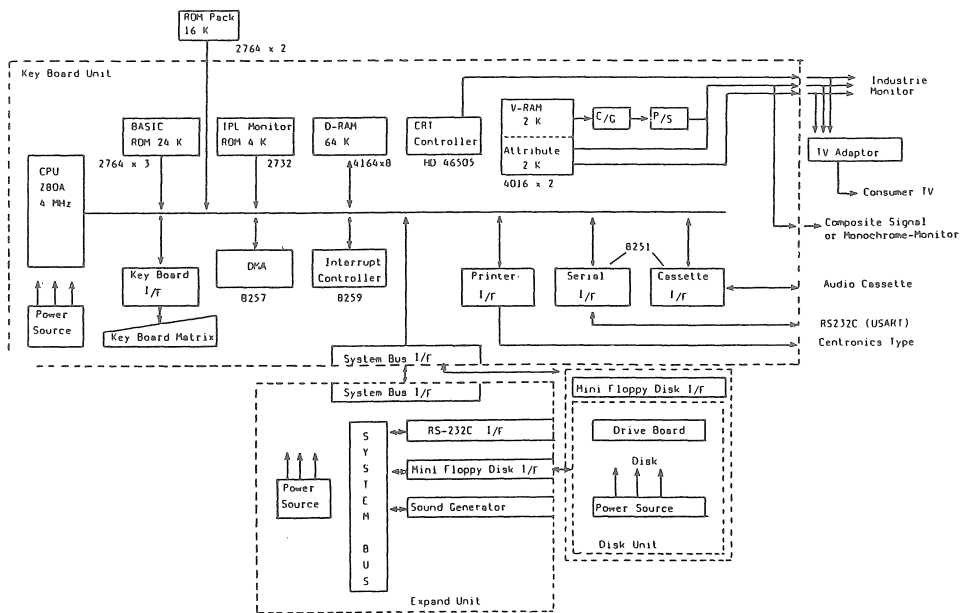 ROM Pack
16 K
2764 x 2
Key Board Unit
Industrie
Monitor
BASIC
ROM 24 K
2764 x 3
IPL Monitor
ROM 4 K
2732
D-RAM
64 K
4164x8
CRT
Controller
HD 46505
V-RAM
2 K
Attribute
2 K
4016 x 2
C/G
P/S
TV Adaptor
Consumer TV
CPU
Z80A
4 MHz
Composite Signal
or Monochrome-Monitor
Key Board
I/F
DMA
8257
Interrupt
Controller
8259
Printer
I/F
8251
Serial
I/F
Cassette
I/F
Audio Cassette
Power
Source
Key Board Matrix
RS232C (USART)
Centronics Type
System Bus I/F
System Bus I/F
Mini Floppy Disk I/F
SYSTEM BUS
RS-232C I/F
Mini Floppy Disk I/F
Sound Generator
Power
Source
Drive Board
Disk
Power Source
Disk Unit
Expand Unit